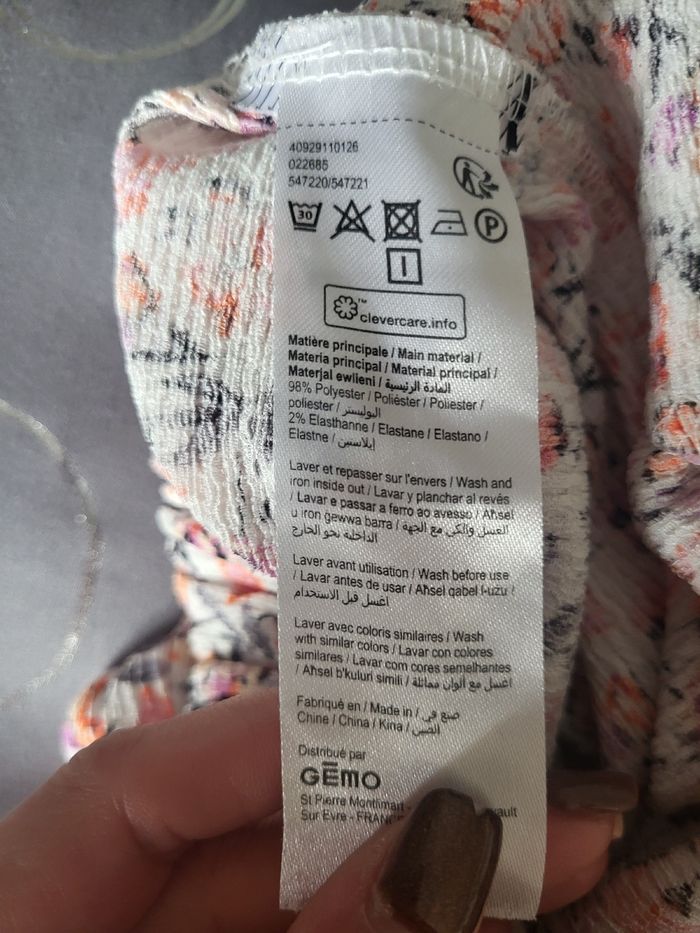 40929110126
022685
547220/547221
30
P
clevercare.info™
Matière principale / Main material /
Materia principal / Material principal /
Materjal ewlieni / المادة الرئيسية
98% Polyester / Poliéster / Poliester /
poliester / البوليستر
2% Elasthanne / Elastane / Elastano /
Elastne / إيلاستين
Laver et repasser sur l'envers / Wash and
iron inside out / Lavar y planchar al revés
/ Lavar e passar a ferro ao avesso / Aħsel
u iron ġewwa barra / الغسل والكي مع الجهة
الداخلية نحو الخارج
Laver avant utilisation / Wash before use
/ Lavar antes de usar / Aħsel qabel l-użu /
اغسل قبل الاستخدام
Laver avec coloris similaires / Wash
with similar colors / Lavar con colores
similares / Lavar com cores semelhantes
/ Aħsel b'kuluri simili / اغسل مع ألوان مماثلة
Fabriqué en / Made in / صنع في
Chine / China / Kina / الصين
Distribué par
GĒMO
St Pierre Montlimart -
Sur Evre -